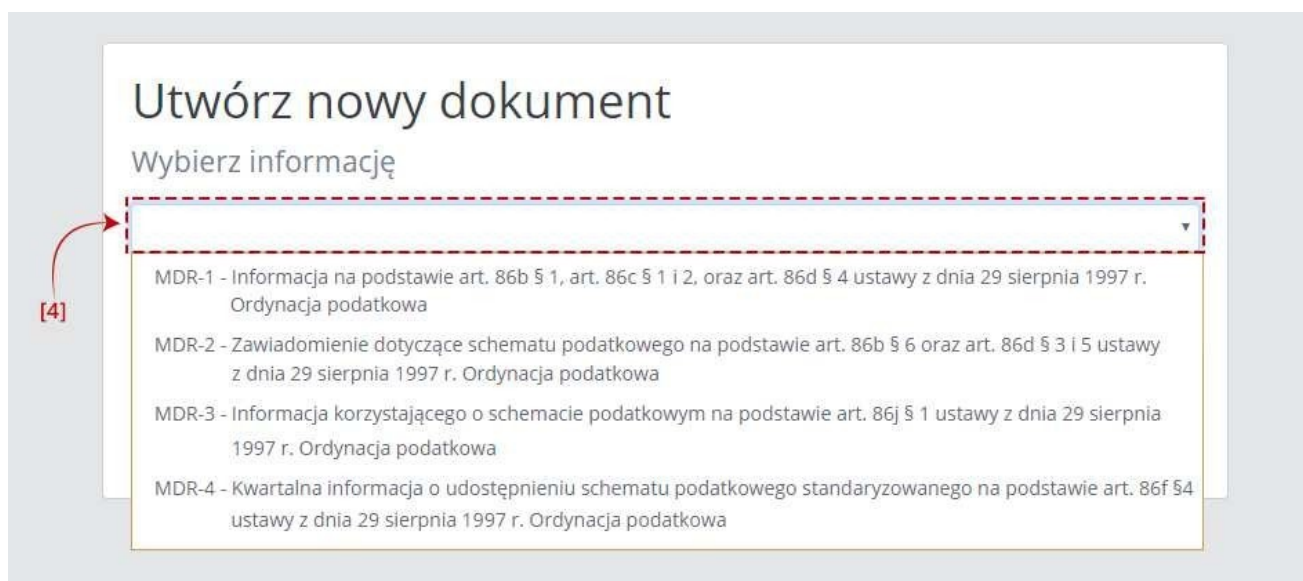 Utwórz nowy dokument
Wybierz informację
MDR-1 - Informacja na podstawie art. 86b § 1, art. 86c § 1 i 2, oraz art. 86d § 4 ustawy z dnia 29 sierpnia 1997 r.
Ordynacja podatkowa
[4]
MDR-2 - Zawiadomienie dotyczące schematu podatkowego na podstawie art. 86b § 6 oraz art. 86d § 3 i 5 ustawy
z dnia 29 sierpnia 1997 r. Ordynacja podatkowa
MDR-3 - Informacja korzystającego o schemacie podatkowym na podstawie art. 86j § 1 ustawy z dnia 29 sierpnia
1997 r. Ordynacja podatkowa
MDR-4 - Kwartalna informacja o udostępnieniu schematu podatkowego standaryzowanego na podstawie art. 86f §4
ustawy z dnia 29 sierpnia 1997 r. Ordynacja podatkowa